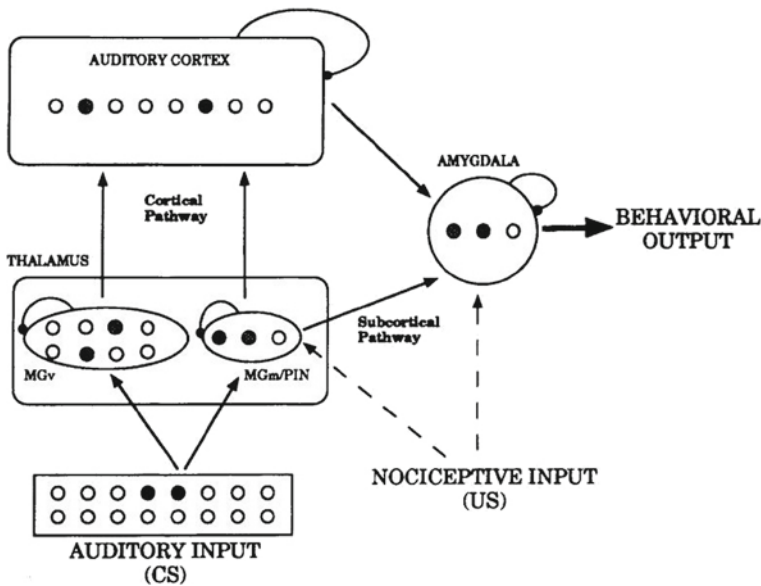 AUDITORY CORTEX
AMYGDALA
Cortical
Pathway
BEHAVIORAL
OUTPUT
THALAMUS
Subcortical
Pathway
MGv
MGm/PIN
NOCICEPTIVE INPUT
(US)
AUDITORY INPUT
(CS)